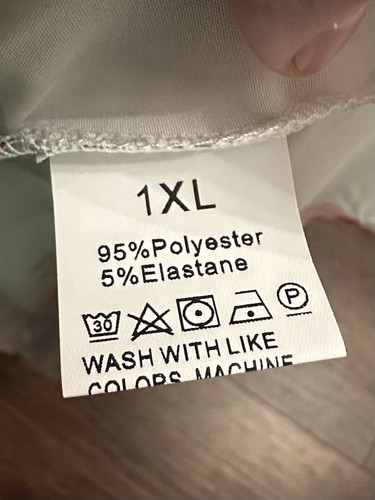 1XL
95%Polyester
5%Elastane
30 P
WASH WITH LIKE
COLORS, MACHINE